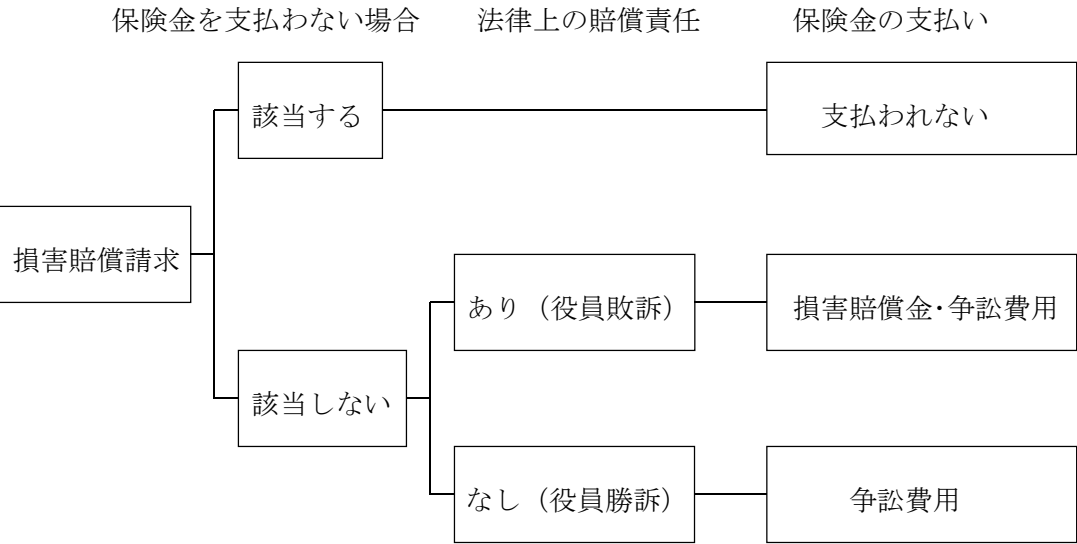 保険金を支払わない場合 法律上の賠償責任 保険金の支払い
該当する 支払われない
損害賠償請求
あり（役員敗訴） 損害賠償金･争訟費用
該当しない
なし（役員勝訴） 争訟費用